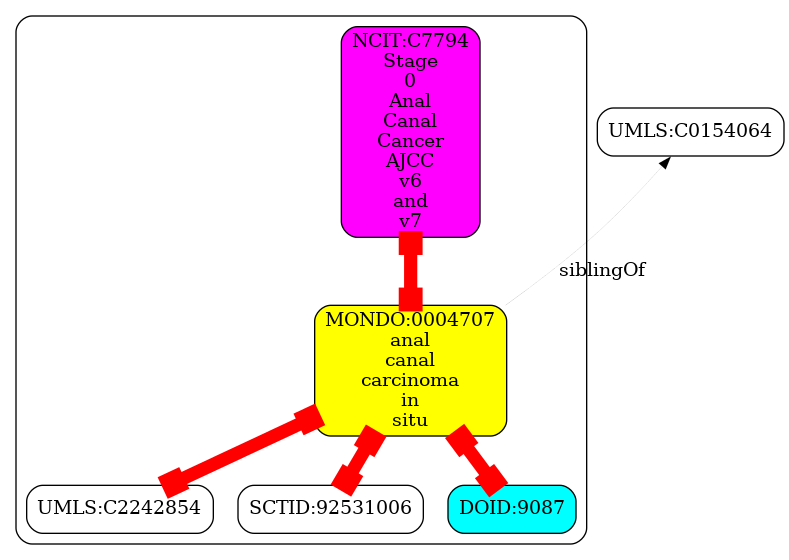 NCIT:C7794
Stage
0
Anal
Canal
Cancer
AJCC
v6
and
v7
UMLS:C0154064
siblingOf
MONDO:0004707
anal
canal
carcinoma
in
situ
UMLS:C2242854
SCTID:92531006
DOID:9087